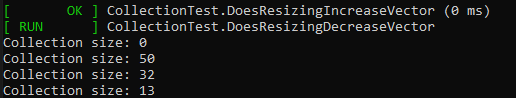 [       OK ] CollectionTest.DoesResizingIncreaseVector (0 ms)
[ RUN      ] CollectionTest.DoesResizingDecreaseVector
Collection size: 0
Collection size: 50
Collection size: 32
Collection size: 13